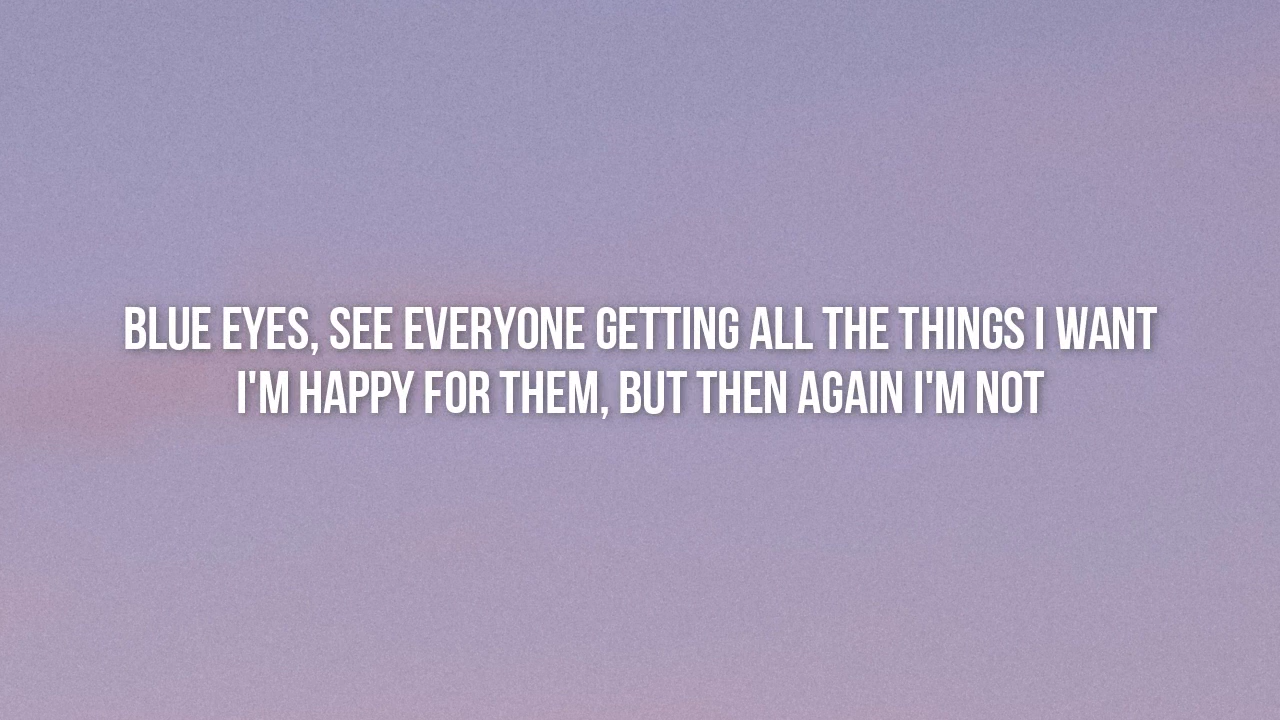 BLUE EYES, SEE EVERYONE GETTING ALL THE THINGS I WANT
I'M HAPPY FOR THEM, BUT THEN AGAIN I'M NOT